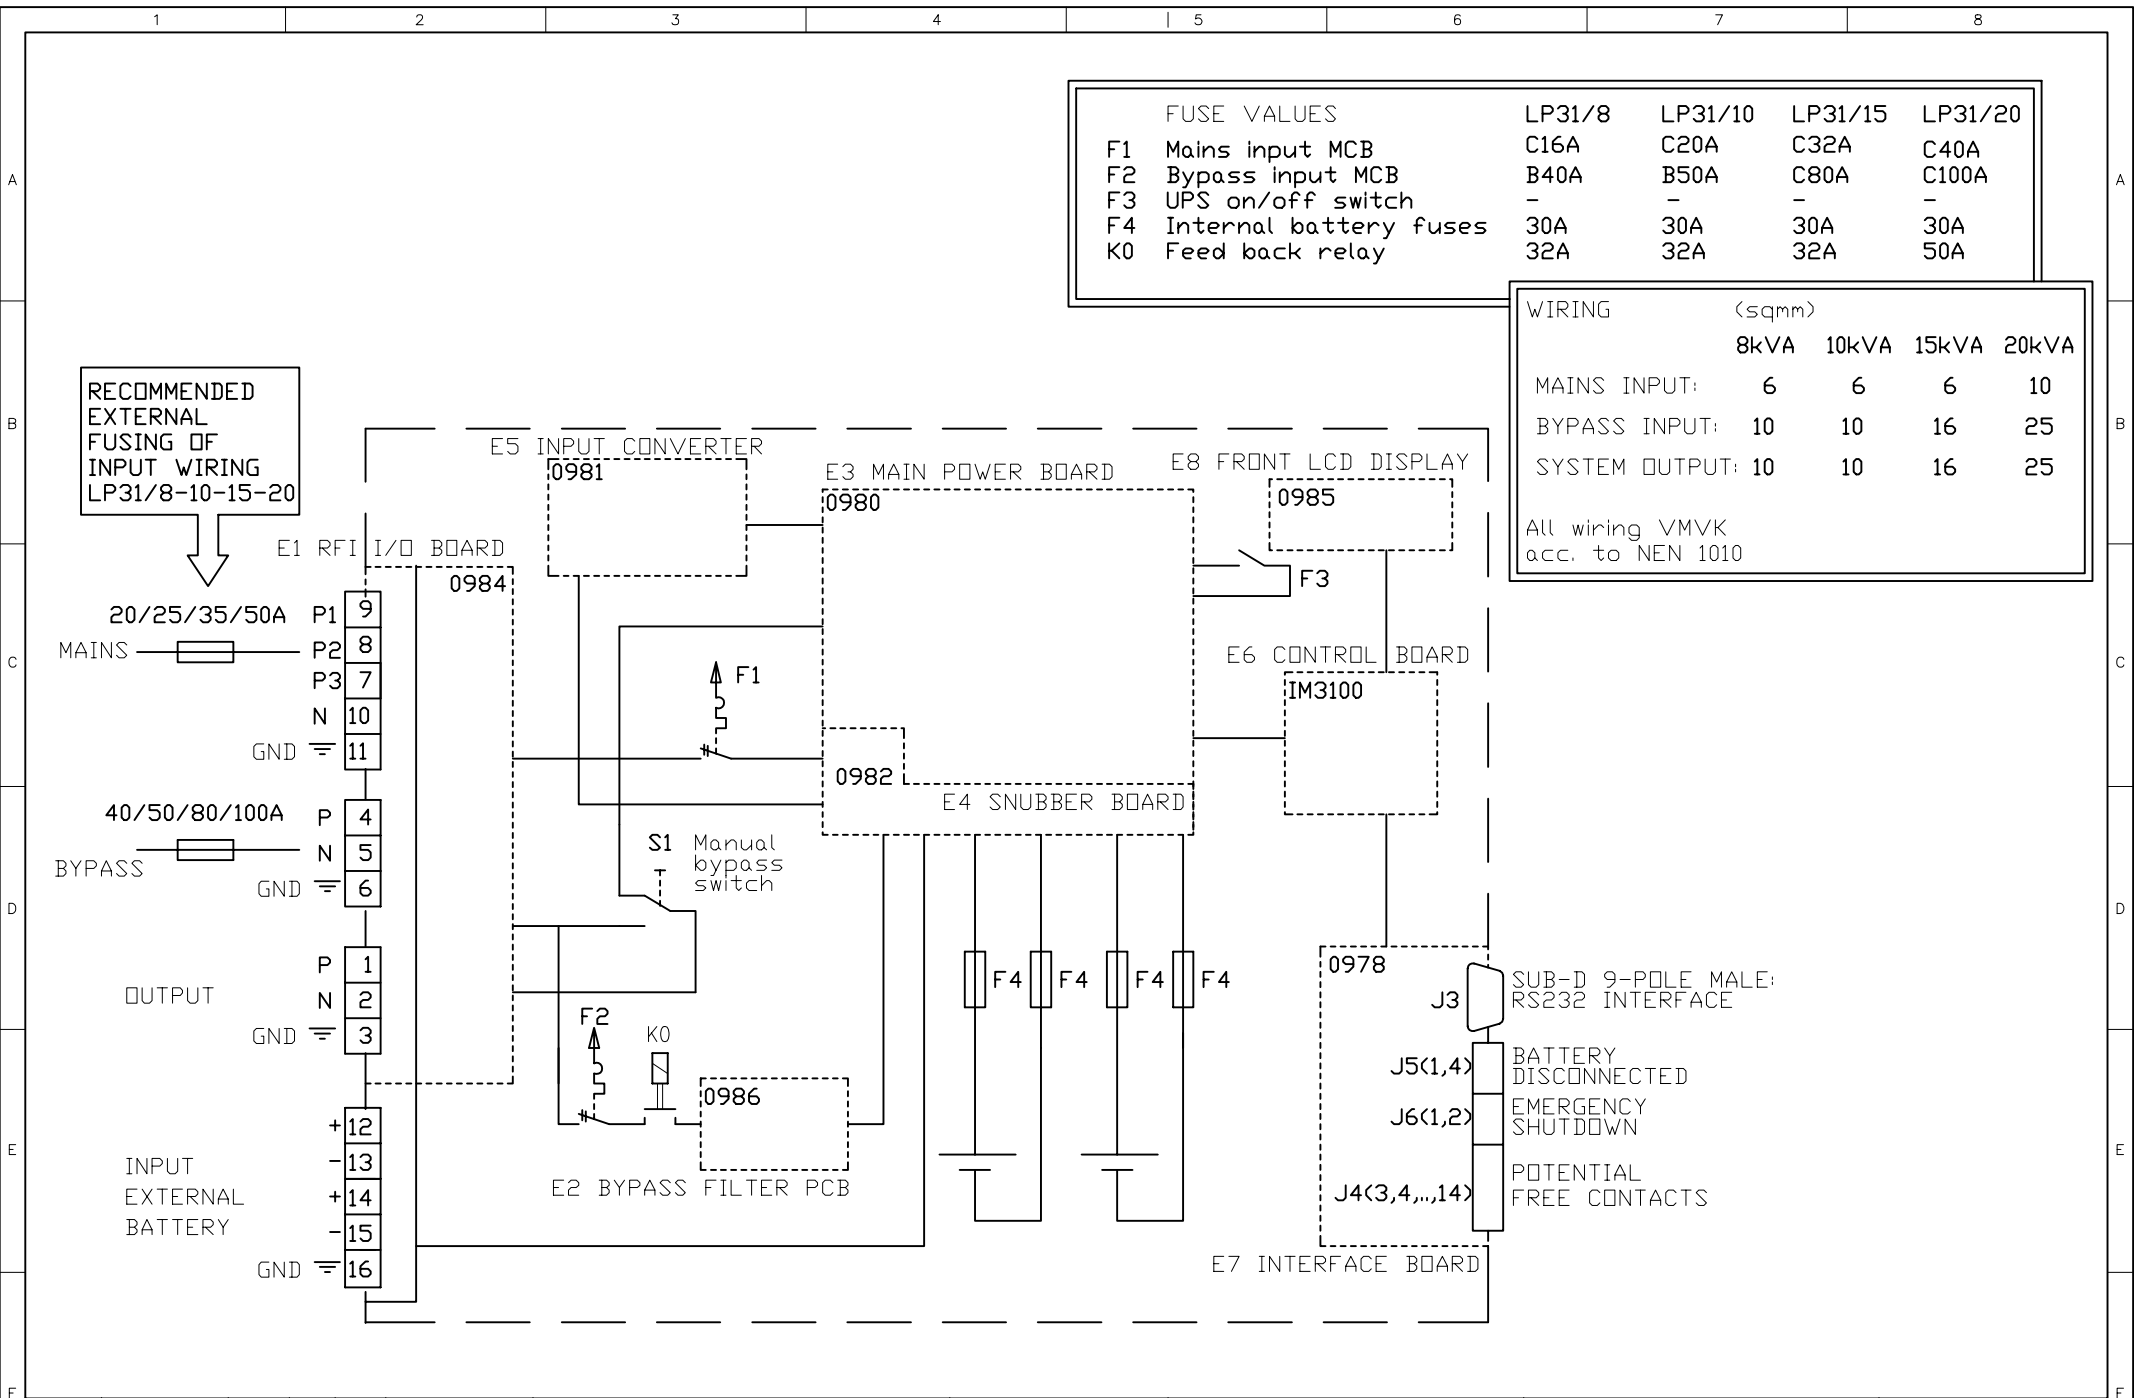 1 2 3 4 5 6 7 8
FUSE VALUES LP31/8 LP31/10 LP31/15 LP31/20
F1 Mains input MCB C16A C20A C32A C40A
F2 Bypass input MCB B40A B50A C80A C100A
F3 UPS on/off switch - - - -
F4 Internal battery fuses 30A 30A 30A 30A
K0 Feed back relay 32A 32A 32A 50A
A A
WIRING (sqmm)
8kVA 10kVA 15kVA 20kVA
MAINS INPUT: 6 6 6 10
BYPASS INPUT: 10 10 16 25
SYSTEM OUTPUT: 10 10 16 25
All wiring VMVK
acc. to NEN 1010
B B
RECOMMENDED
EXTERNAL
FUSING OF
INPUT WIRING
LP31/8-10-15-20
E5 INPUT CONVERTER
0981
E3 MAIN POWER BOARD
0980
E8 FRONT LCD DISPLAY
0985
E1 RFI I/O BOARD
0984
F3
20/25/35/50A
MAINS
P1 9
P2 8
P3 7
N 10
GND 11
C C
F1
E6 CONTROL BOARD
IM3100
0982
E4 SNUBBER BOARD
40/50/80/100A
BYPASS
P 4
N 5
GND 6
S1 Manual
bypass
switch
D D
OUTPUT
P 1
N 2
GND 3
F4 F4 F4 F4
0978
J3
SUB-D 9-POLE MALE:
RS232 INTERFACE
F2
K0
0986
E2 BYPASS FILTER PCB
J5(1,4)
BATTERY
DISCONNECTED
J6(1,2)
EMERGENCY
SHUTDOWN
J4(3,4,..,14)
POTENTIAL
FREE CONTACTS
E7 INTERFACE BOARD
E E
INPUT
EXTERNAL
BATTERY
+ 12
- 13
+ 14
- 15
GND 16
F F